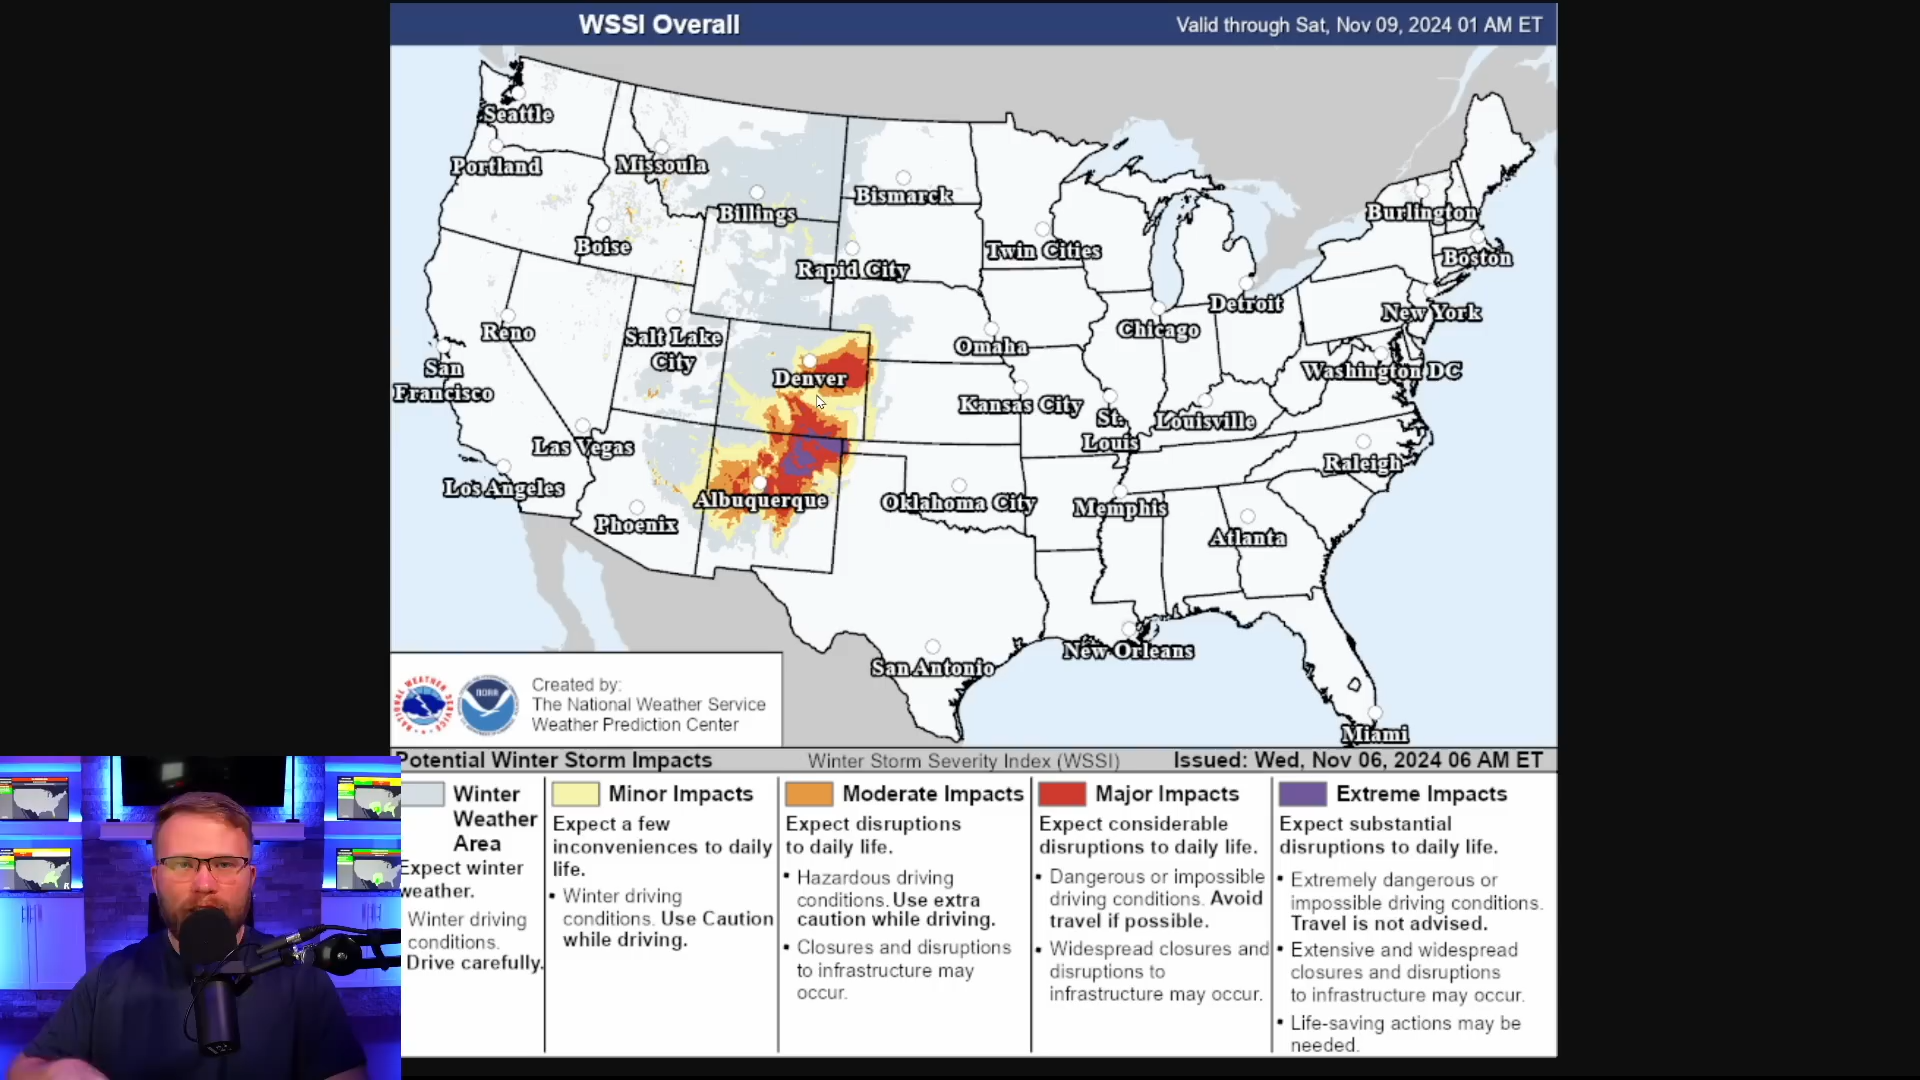 WSSI Overall
Valid through Sat, Nov 09, 2024 01 AM ET
Seattle
Portland
Missoula
Billings
Bismarck
Boise
Rapid City
Twin Cities
Burlington
Boston
Detroit
New York
Chicago
Reno
Salt Lake
City
Omaha
San
Francisco
Denver
Washington DC
Kansas City
St.
Louis
Louisville
Las Vegas
Raleigh
Los Angeles
Albuquerque
Oklahoma City
Memphis
Phoenix
Atlanta
San Antonio
New Orleans
Miami
NATIONAL WEATHER SERVICE
NOAA
Created by:
The National Weather Service
Weather Prediction Center
Potential Winter Storm Impacts
Winter Storm Severity Index (WSSI)
Issued: Wed, Nov 06, 2024 06 AM ET
Winter
Weather
Area
Expect winter
weather.
Winter driving
conditions.
Drive carefully.
Minor Impacts
Expect a few
inconveniences to daily
life.
• Winter driving
conditions. Use Caution
while driving.
Moderate Impacts
Expect disruptions
to daily life.
• Hazardous driving
conditions. Use extra
caution while driving.
• Closures and disruptions
to infrastructure may
occur.
Major Impacts
Expect considerable
disruptions to daily life.
• Dangerous or impossible
driving conditions. Avoid
travel if possible.
• Widespread closures and
disruptions to
infrastructure may occur.
Extreme Impacts
Expect substantial
disruptions to daily life.
• Extremely dangerous or
impossible driving conditions.
Travel is not advised.
• Extensive and widespread
closures and disruptions
to infrastructure may occur.
• Life-saving actions may be
needed.